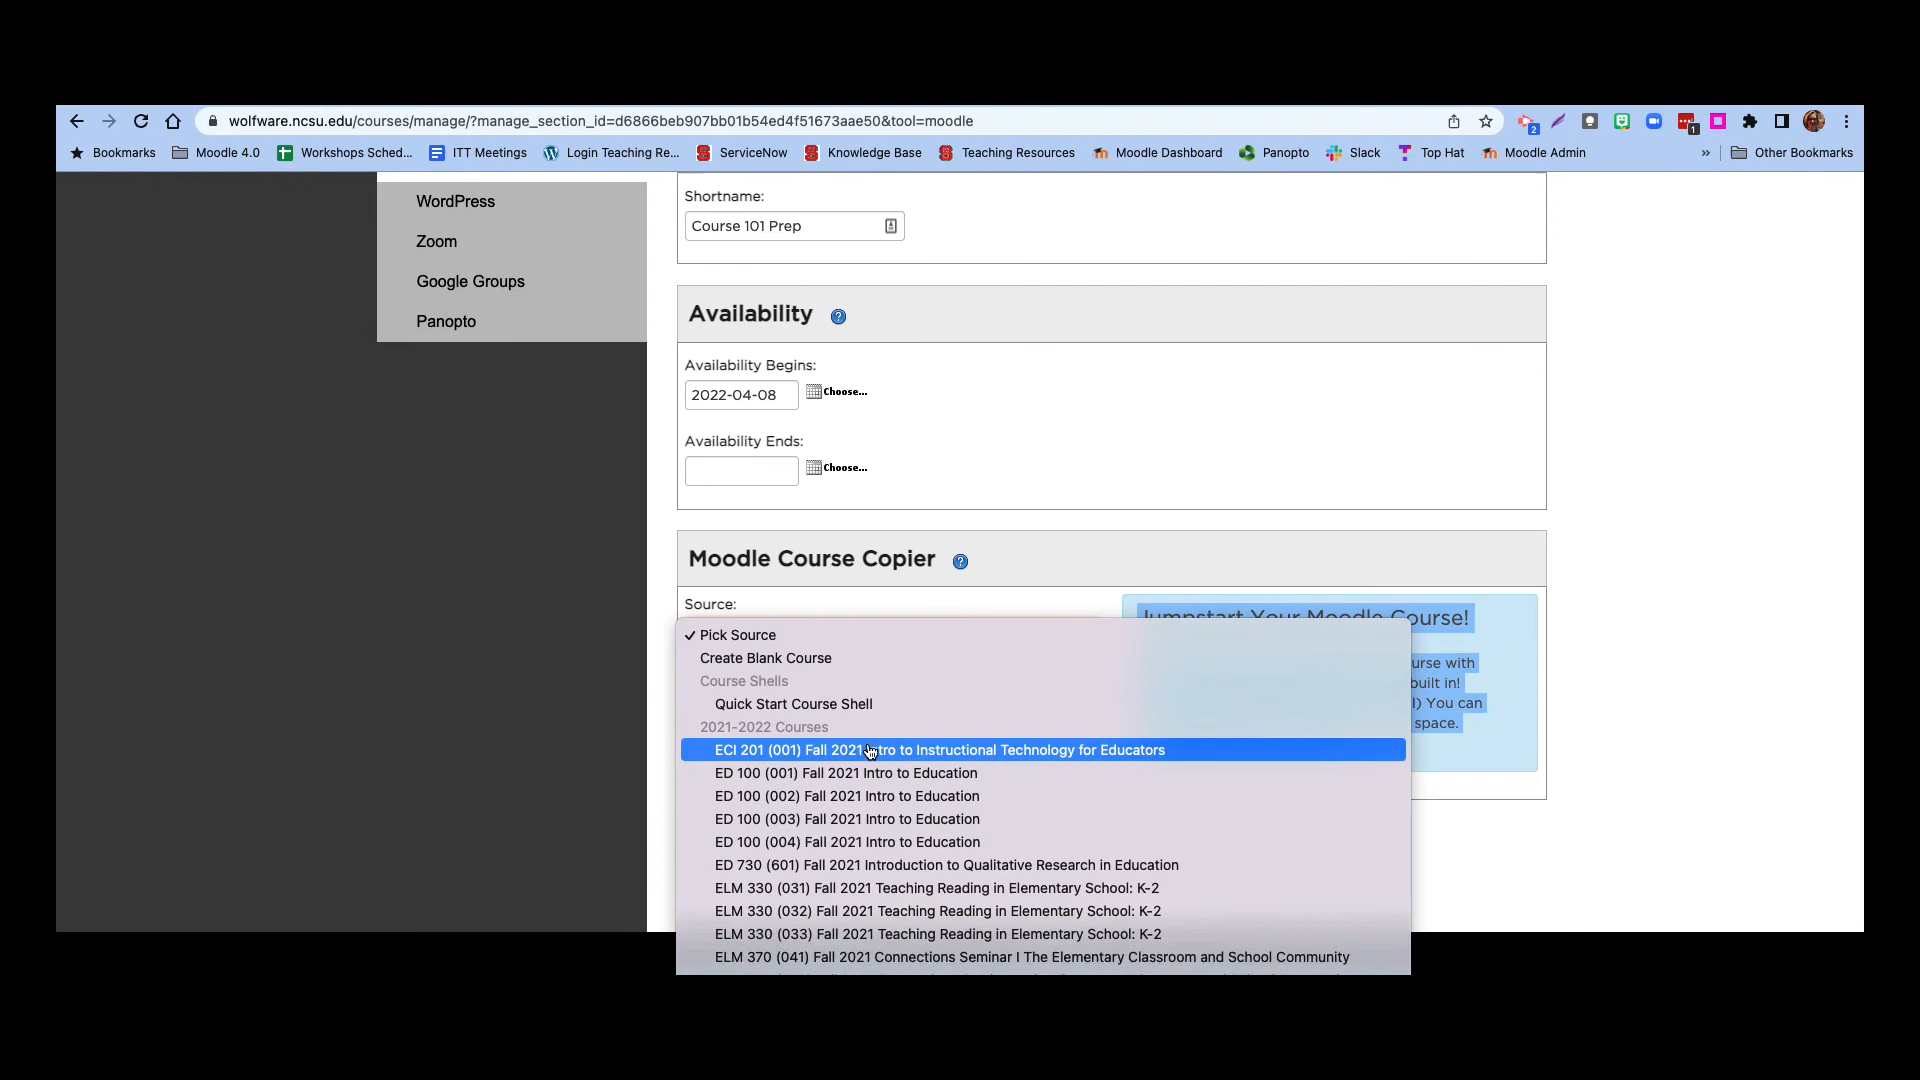 wolfware.ncsu.edu/courses/manage/?manage_section_id=d6866beb907bb01b54ed4f51673aae50&tool=moodle
2
1
Bookmarks Moodle 4.0 Workshops Sched... ITT Meetings Login Teaching Re... ServiceNow Knowledge Base Teaching Resources Moodle Dashboard Panopto Slack Top Hat Moodle Admin » Other Bookmarks
WordPress
Zoom
Google Groups
Panopto
Shortname:
Course 101 Prep
Availability ?
Availability Begins:
2022-04-08 Choose...
Availability Ends:
Choose...
Moodle Course Copier ?
Source:
Jumpstart Your Moodle Course!
urse with
built in!
You can
space.
✓ Pick Source
Create Blank Course
Course Shells
Quick Start Course Shell
2021-2022 Courses
ECI 201 (001) Fall 2021 Intro to Instructional Technology for Educators
ED 100 (001) Fall 2021 Intro to Education
ED 100 (002) Fall 2021 Intro to Education
ED 100 (003) Fall 2021 Intro to Education
ED 100 (004) Fall 2021 Intro to Education
ED 730 (601) Fall 2021 Introduction to Qualitative Research in Education
ELM 330 (031) Fall 2021 Teaching Reading in Elementary School: K-2
ELM 330 (032) Fall 2021 Teaching Reading in Elementary School: K-2
ELM 330 (033) Fall 2021 Teaching Reading in Elementary School: K-2
ELM 370 (041) Fall 2021 Connections Seminar I The Elementary Classroom and School Community